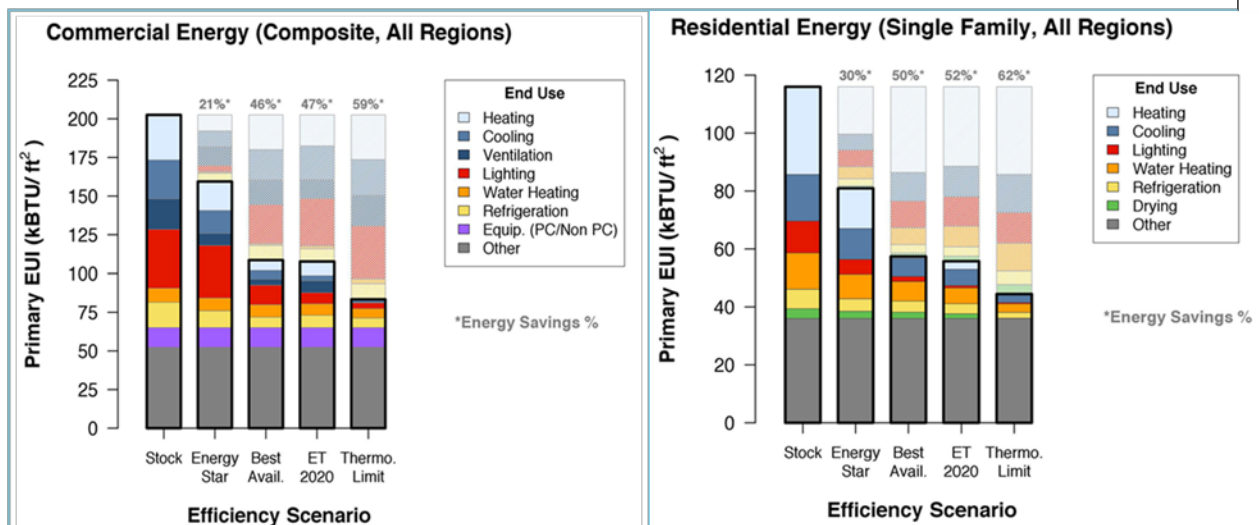 Commercial Energy (Composite, All Regions)
Primary EUI (kBTU/ ft²)
225
200
175
150
125
100
75
50
25
0
21%*
46%*
47%*
59%*
End Use
Heating
Cooling
Ventilation
Lighting
Water Heating
Refrigeration
Equip. (PC/Non PC)
Other
*Energy Savings %
Stock
Energy Star
Best Avail.
ET 2020
Thermo. Limit
Efficiency Scenario
Residential Energy (Single Family, All Regions)
Primary EUI (kBTU/ ft²)
120
100
80
60
40
20
0
30%*
50%*
52%*
62%*
End Use
Heating
Cooling
Lighting
Water Heating
Refrigeration
Drying
Other
*Energy Savings %
Stock
Energy Star
Best Avail.
ET 2020
Thermo. Limit
Efficiency Scenario